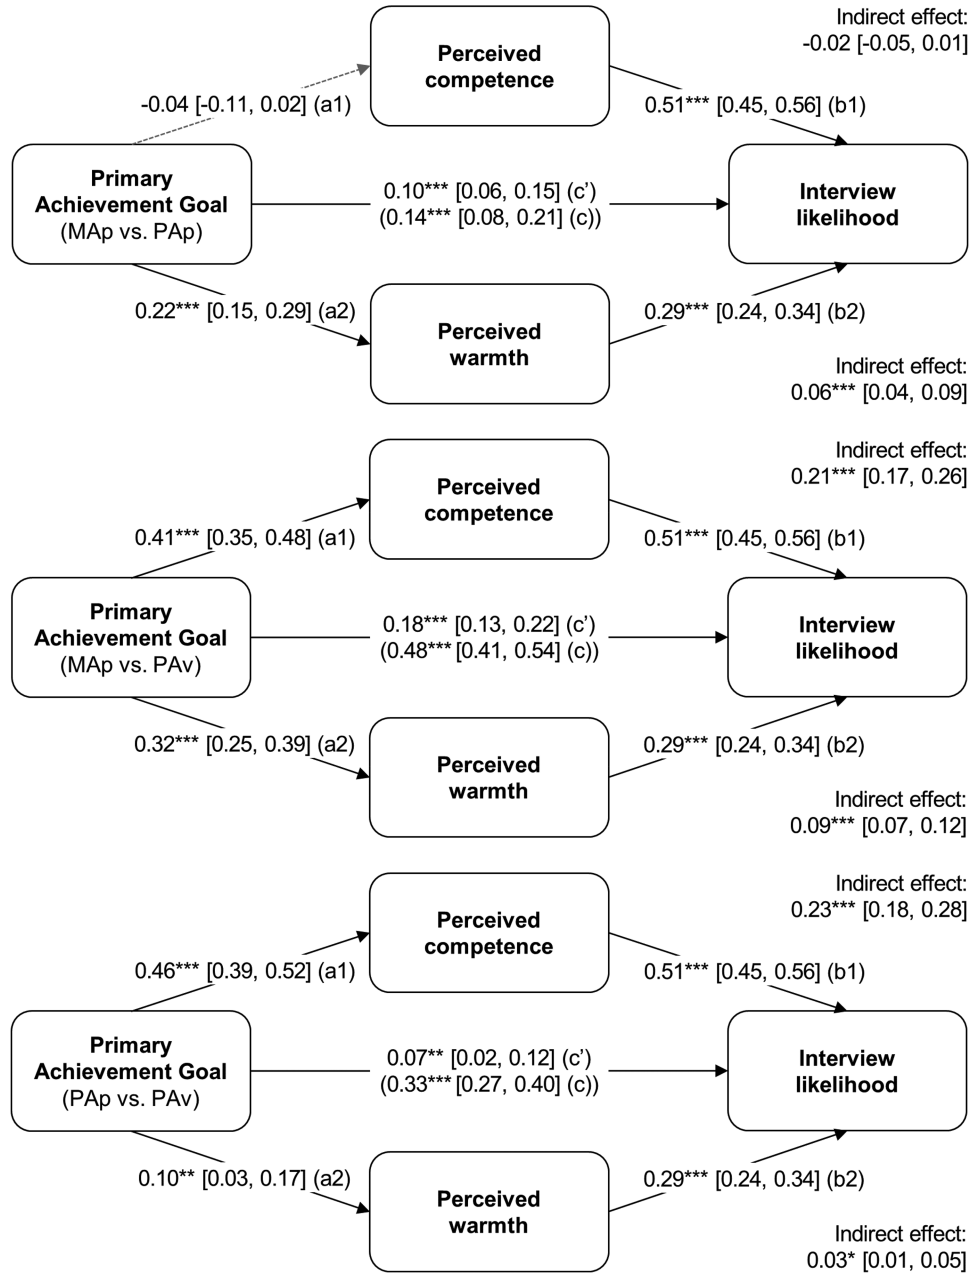 Indirect effect:
-0.02 [-0.05, 0.01]
Perceived
competence
-0.04 [-0.11, 0.02] (a1)
0.51*** [0.45, 0.56] (b1)
Primary
Achievement Goal
(MAp vs. PAp)
0.10*** [0.06, 0.15] (c’)
(0.14*** [0.08, 0.21] (c))
Interview
likelihood
0.22*** [0.15, 0.29] (a2)
0.29*** [0.24, 0.34] (b2)
Perceived
warmth
Indirect effect:
0.06*** [0.04, 0.09]
Indirect effect:
0.21*** [0.17, 0.26]
Perceived
competence
0.41*** [0.35, 0.48] (a1)
0.51*** [0.45, 0.56] (b1)
Primary
Achievement Goal
(MAp vs. PAv)
0.18*** [0.13, 0.22] (c’)
(0.48*** [0.41, 0.54] (c))
Interview
likelihood
0.32*** [0.25, 0.39] (a2)
0.29*** [0.24, 0.34] (b2)
Perceived
warmth
Indirect effect:
0.09*** [0.07, 0.12]
Indirect effect:
0.23*** [0.18, 0.28]
Perceived
competence
0.46*** [0.39, 0.52] (a1)
0.51*** [0.45, 0.56] (b1)
Primary
Achievement Goal
(PAp vs. PAv)
0.07** [0.02, 0.12] (c’)
(0.33*** [0.27, 0.40] (c))
Interview
likelihood
0.10** [0.03, 0.17] (a2)
0.29*** [0.24, 0.34] (b2)
Perceived
warmth
Indirect effect:
0.03* [0.01, 0.05]